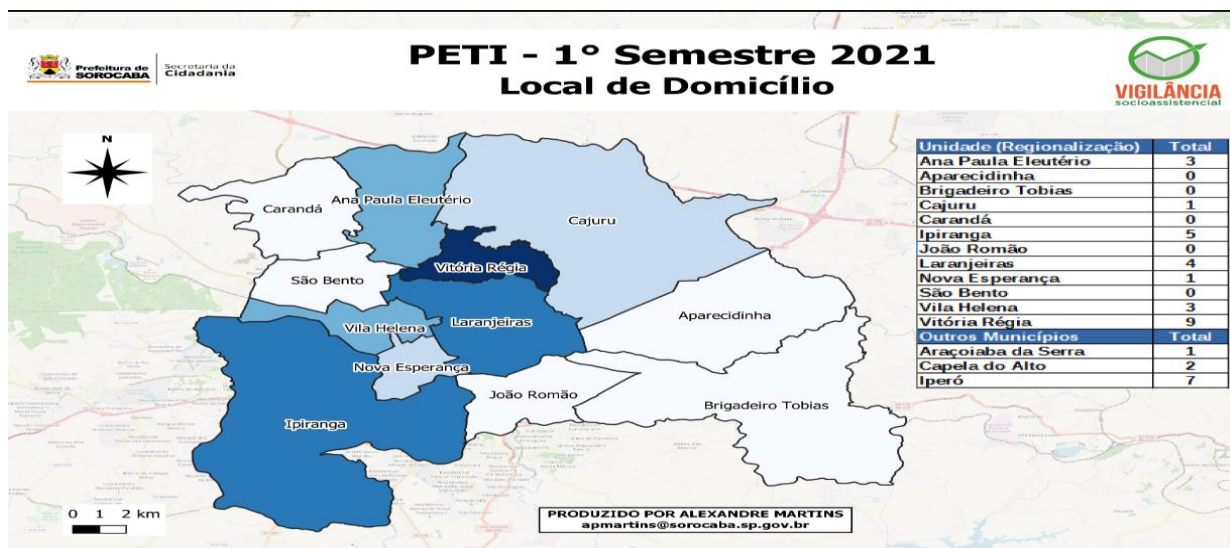 Prefeitura de
SOROCABA
Secretaria da
Cidadania
PETI - 1° Semestre 2021
Local de Domicílio
VIGILÂNCIA
socioassistencial
N
Carandá
Ana Paula Eleutério
Cajuru
Vitória Régia
São Bento
Vila Helena
Laranjeiras
Aparecidinha
Nova Esperança
João Romão
Brigadeiro Tobias
Ipiranga
Unidade (Regionalização) Total
Ana Paula Eleutério 3
Aparecidinha 0
Brigadeiro Tobias 0
Cajuru 1
Carandá 0
Ipiranga 5
João Romão 0
Laranjeiras 4
Nova Esperança 1
São Bento 0
Vila Helena 3
Vitória Régia 9
Outros Municípios Total
Araçoiaba da Serra 1
Capela do Alto 2
Iperó 7
0 1 2 km
PRODUZIDO POR ALEXANDRE MARTINS
apmartins@sorocaba.sp.gov.br